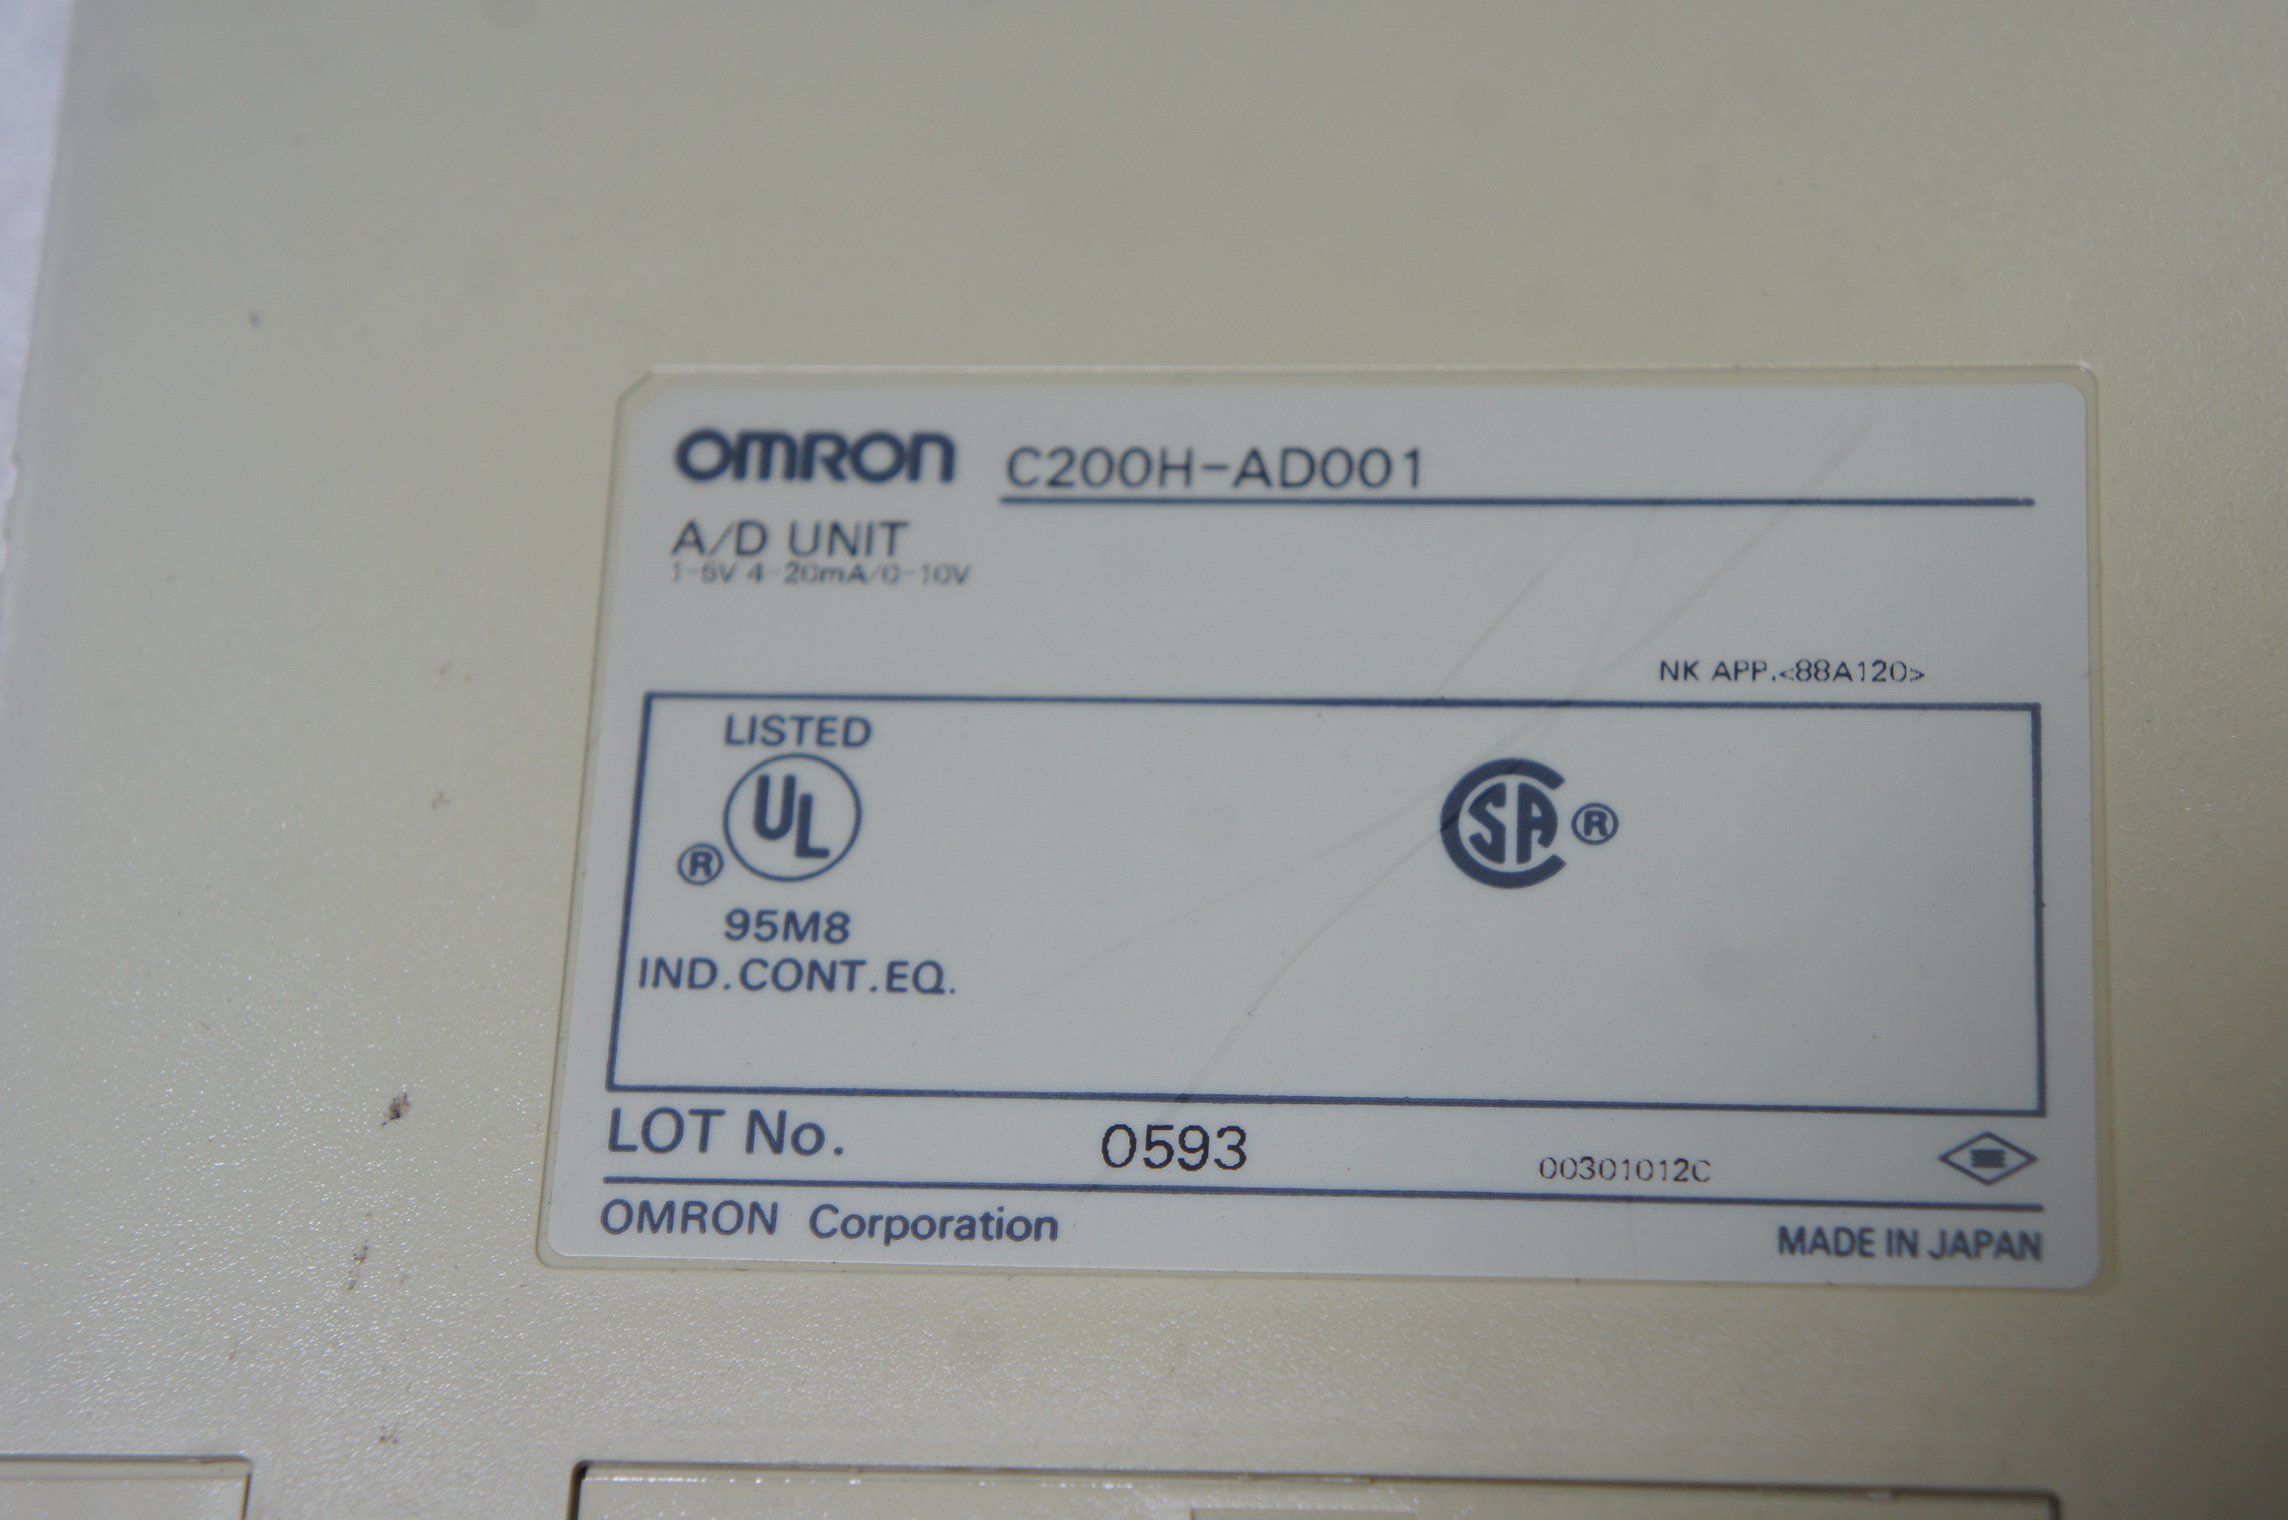 OMRON C200H-AD001
A/D UNIT
1-5V 4-20mA/0-10V
NK APP.<88A120>
LISTED
UL
®
95M8
IND.CONT.EQ.
CSA ®
LOT No. 0593 00301012C
OMRON Corporation MADE IN JAPAN